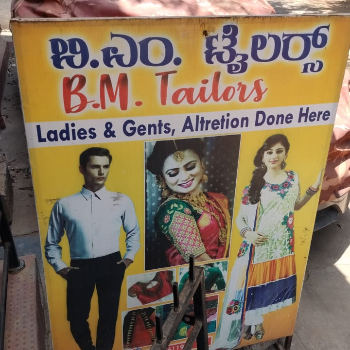 ಬಿ.ಎಂ. ಟೈಲರ್ಸ್
B.M. Tailors
Ladies & Gents, Altretion Done Here